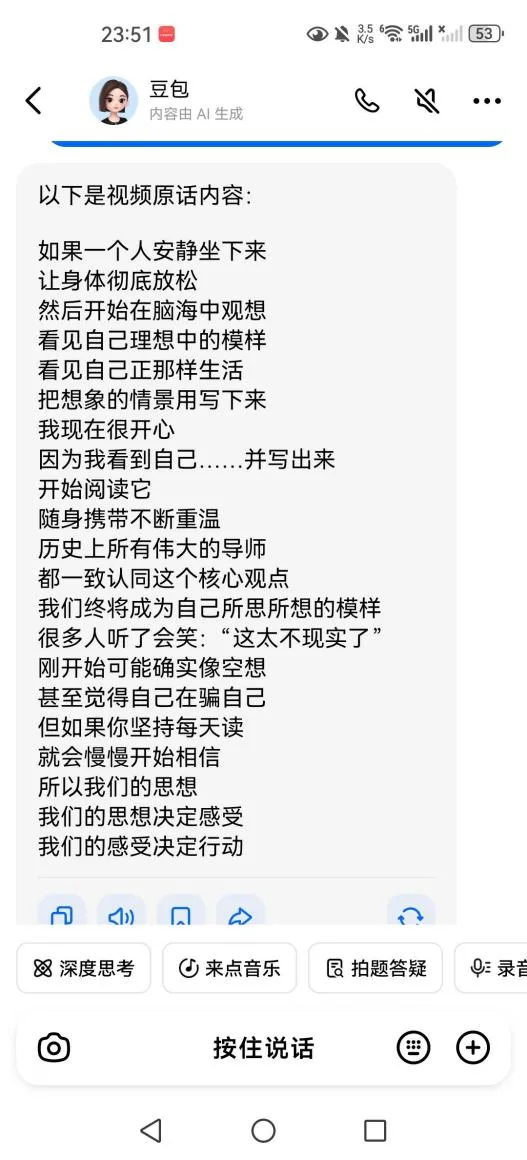 23:51
3.5
K/s
6
5G
53
豆包
内容由 AI 生成
以下是视频原话内容：
如果一个人安静坐下来
让身体彻底放松
然后开始在脑海中观想
看见自己理想中的模样
看见自己正那样生活
把想象的情景用写下来
我现在很开心
因为我看到自己……并写出来
开始阅读它
随身携带不断重温
历史上所有伟大的导师
都一致认同这个核心观点
我们终将成为自己所思所想的模样
很多人听了会笑：“这太不现实了”
刚开始可能确实像空想
甚至觉得自己在骗自己
但如果你坚持每天读
就会慢慢开始相信
所以我们的思想
我们的思想决定感受
我们的感受决定行动
深度思考
来点音乐
拍题答疑
录音
按住说话